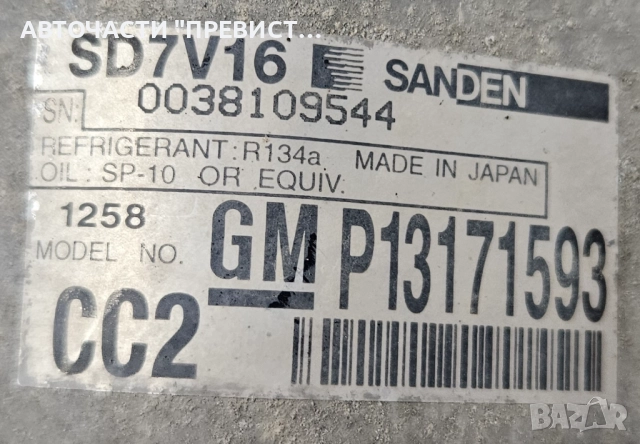 АВТОЧАСТИ "ПРЕВИСТ...
SD7V16 SANDEN
SN: 0038109544
REFRIGERANT: R134a MADE IN JAPAN
OIL: SP-10 OR EQUIV.
1258
MODEL NO.
GM P13171593
CC2
BAZAR